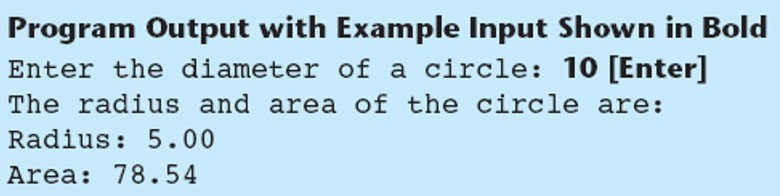 Program Output with Example Input Shown in Bold
Enter the diameter of a circle: 10 [Enter]
The radius and area of the circle are:
Radius: 5.00
Area: 78.54